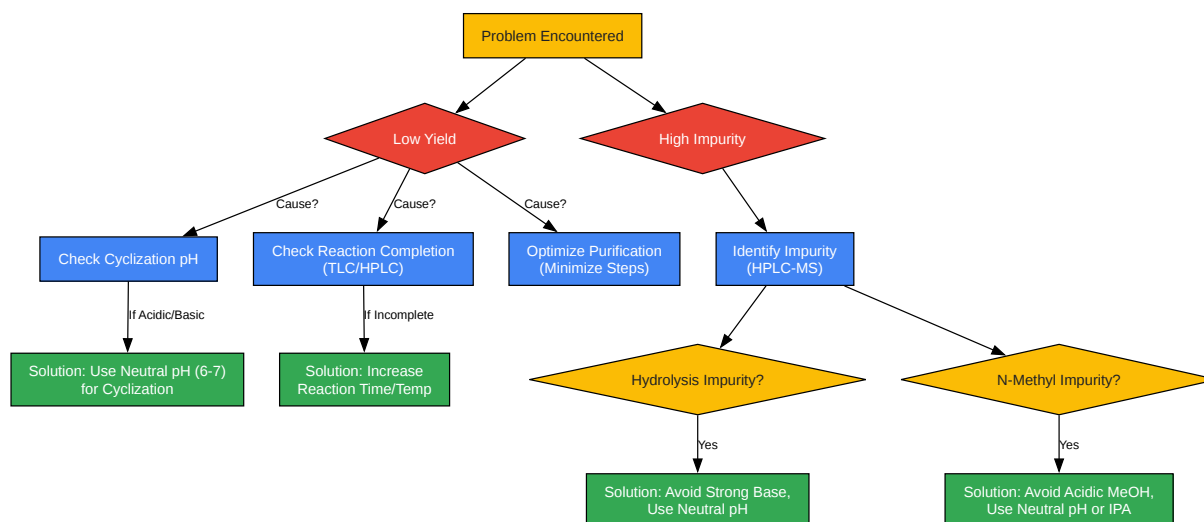 Problem Encountered
Low Yield
High Impurity
Cause?
Cause?
Cause?
Check Cyclization pH
Check Reaction Completion
(TLC/HPLC)
Optimize Purification
(Minimize Steps)
Identify Impurity
(HPLC-MS)
If Acidic/Basic
If Incomplete
Solution: Use Neutral pH (6-7)
for Cyclization
Solution: Increase
Reaction Time/Temp
Hydrolysis Impurity?
N-Methyl Impurity?
Yes
Yes
Solution: Avoid Strong Base,
Use Neutral pH
Solution: Avoid Acidic MeOH,
Use Neutral pH or IPA